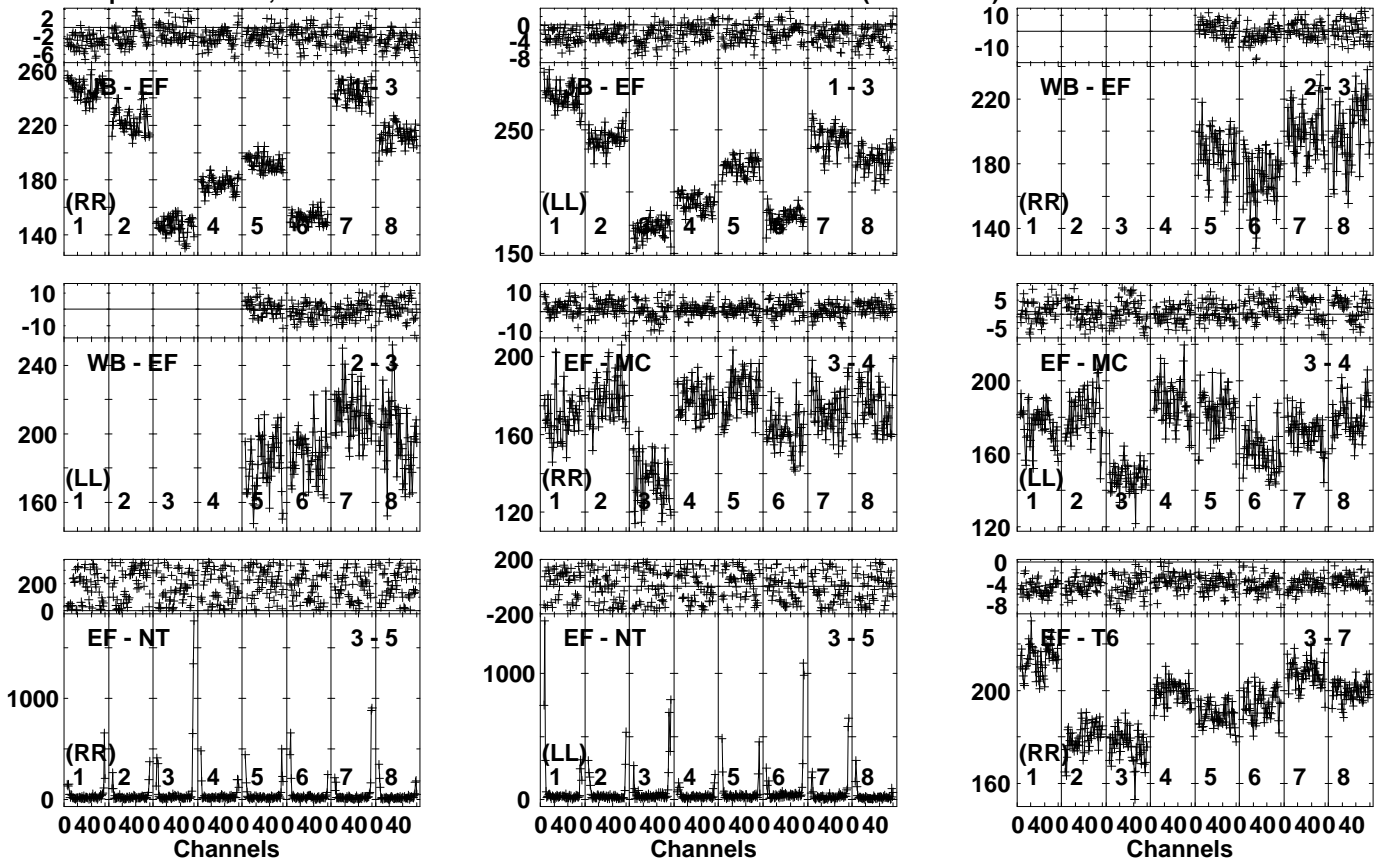 2 0 10
-2 -4 -10
-6 -8
260 JB - EF 1 - 3 JB - EF 1 - 3 WB - EF 2 - 3
220 250 220
180 180
(RR) (LL) (RR)
140 1 2 3 4 5 6 7 8 150 1 2 3 4 5 6 7 8 140 1 2 3 4 5 6 7 8
10 10 5
-10 -10 -5
240 WB - EF 2 - 3 200 EF - MC 3 - 4 EF - MC 3 - 4
200 160 200
(LL) (RR) 160 (LL)
160 1 2 3 4 5 6 7 8 120 1 2 3 4 5 6 7 8 120 1 2 3 4 5 6 7 8
200 200 0
0 -200 -4
-8
EF - NT 3 - 5 EF - NT 3 - 5 EF - T6 3 - 7
1000 1000 200
(RR) (LL) (RR)
1 2 3 4 5 6 7 8 1 2 3 4 5 6 7 8 160 1 2 3 4 5 6 7 8
0 0
0 40 0 40 0 40 0 40 0 40 0 40 0 40 0 40 0 40 0 40 0 40 0 40 0 40 0 40 0 40 0 40 0 40 0 40 0 40 0 40 0 40 0 40 0 40 0 40
Channels Channels Channels